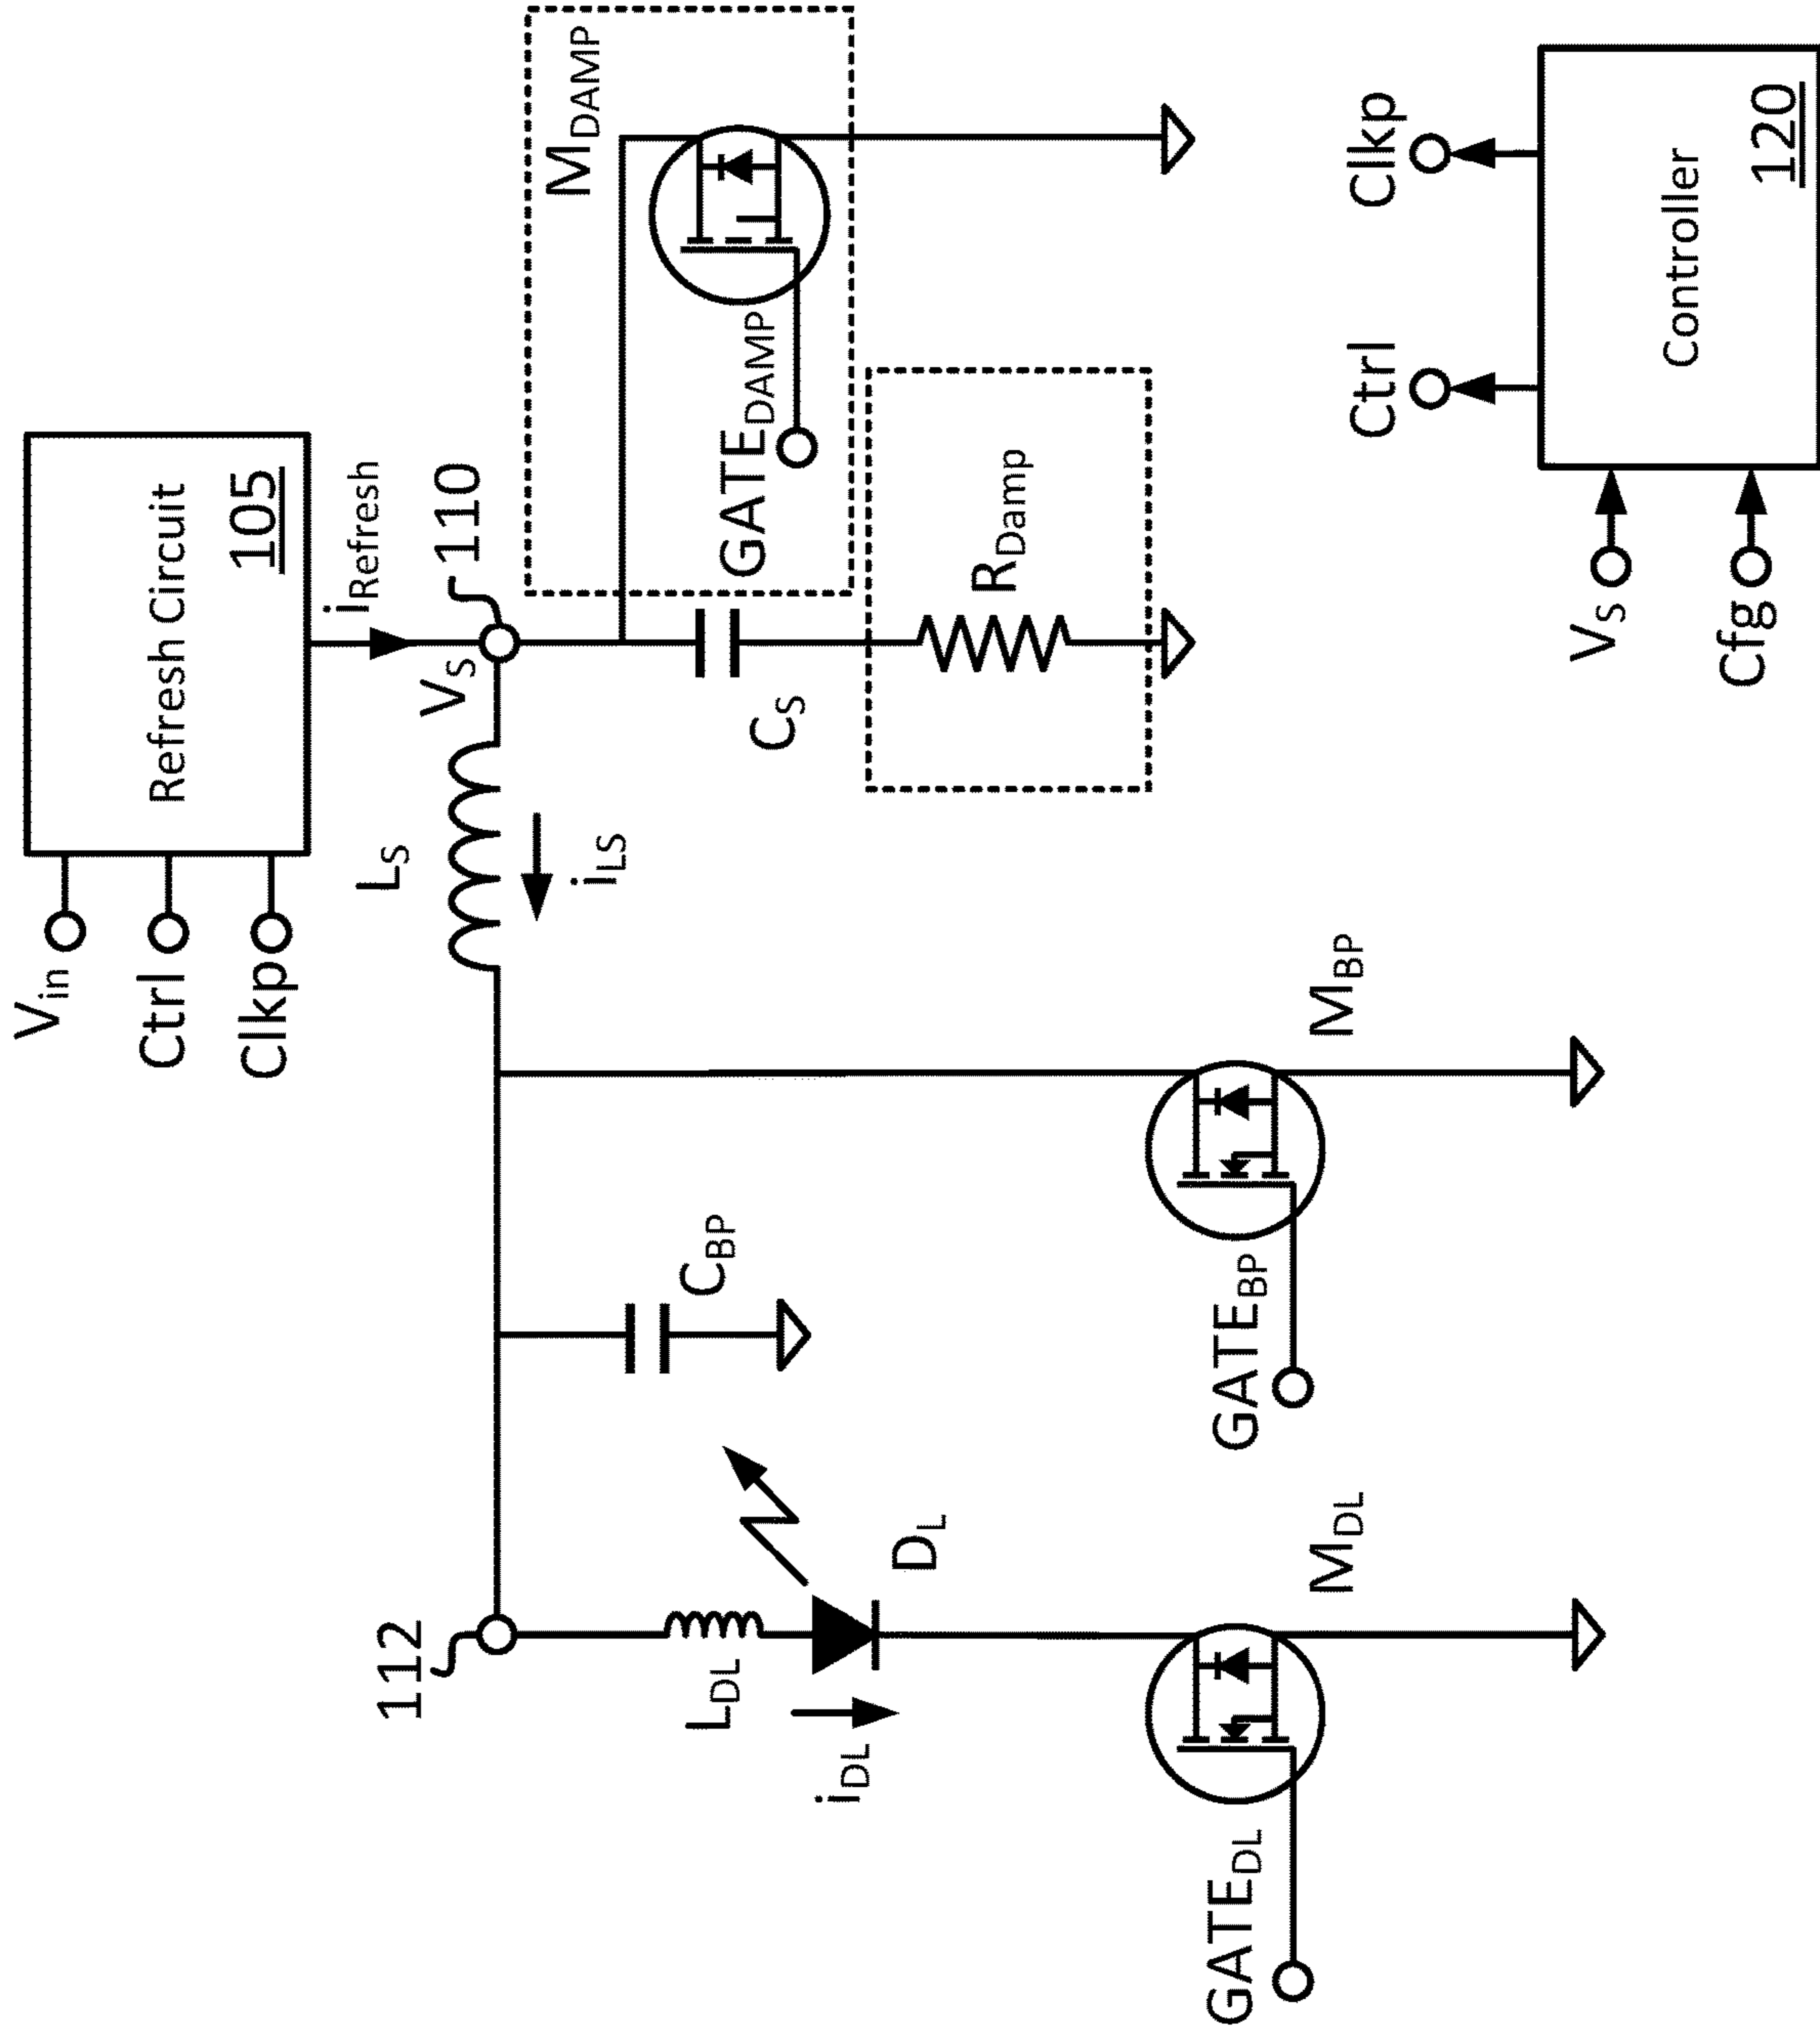 Refresh Circuit
105
V_in
Ctrl
Clkp
i_Refresh
110
V_S
L_S
i_LS
M_DAMP
GATE_DAMP
C_S
R_Damp
112
C_BP
L_DL
i_DL
D_L
GATE_BP
M_BP
GATE_DL
M_DL
Ctrl
Clkp
V_S
Cfg
Controller
120